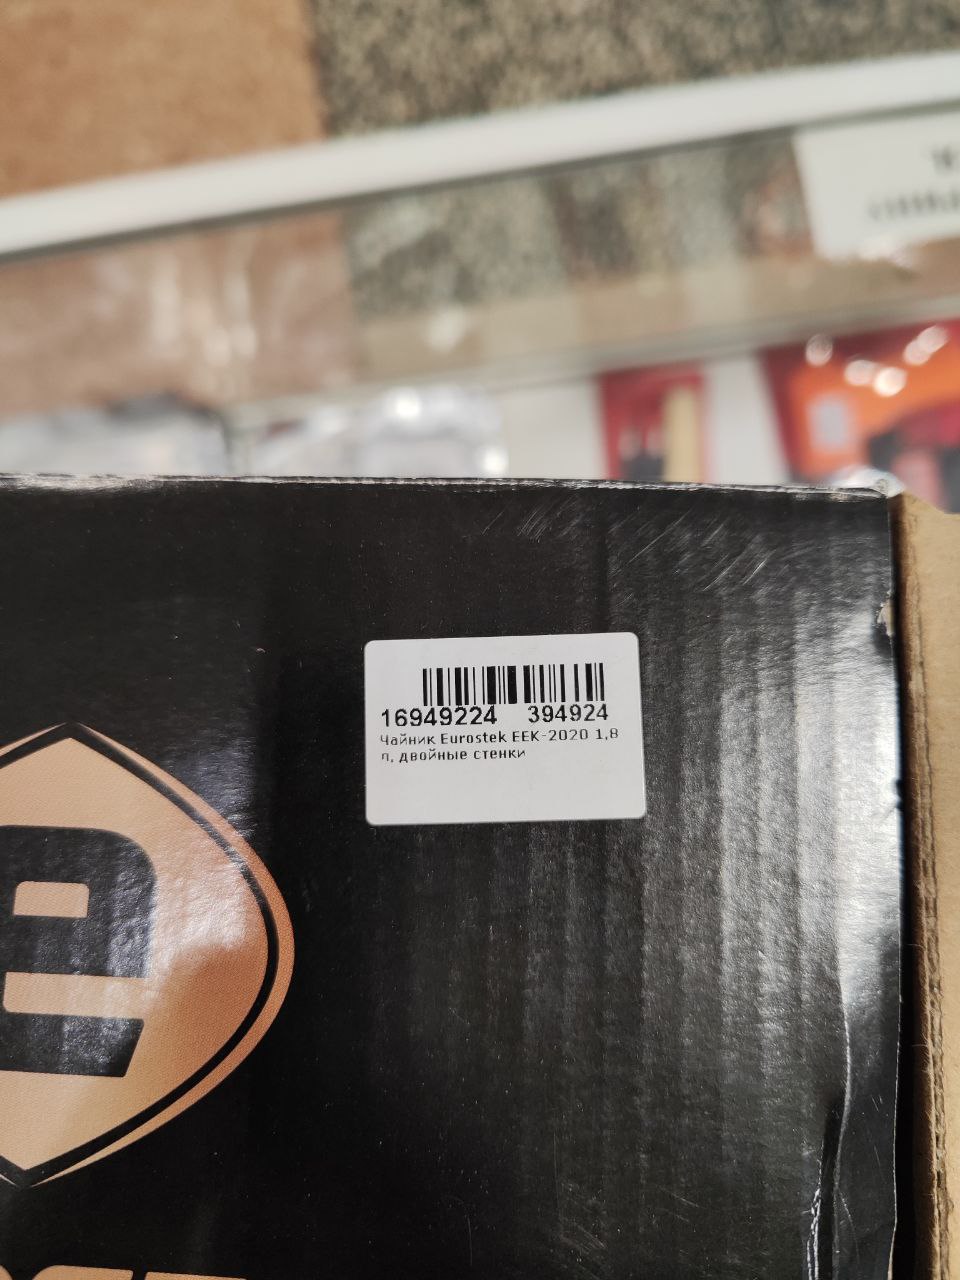 16949224 394924
Чайник Eurostek EEK-2020 1,8
л, двойные стенки
e